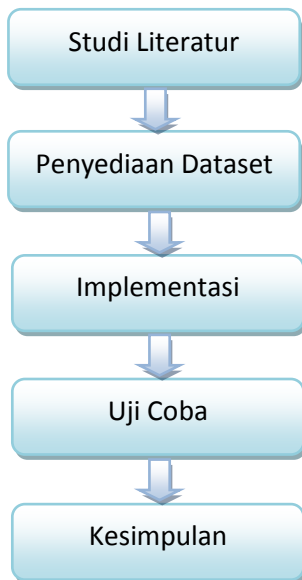 Studi Literatur
Penyediaan Dataset
Implementasi
Uji Coba
Kesimpulan